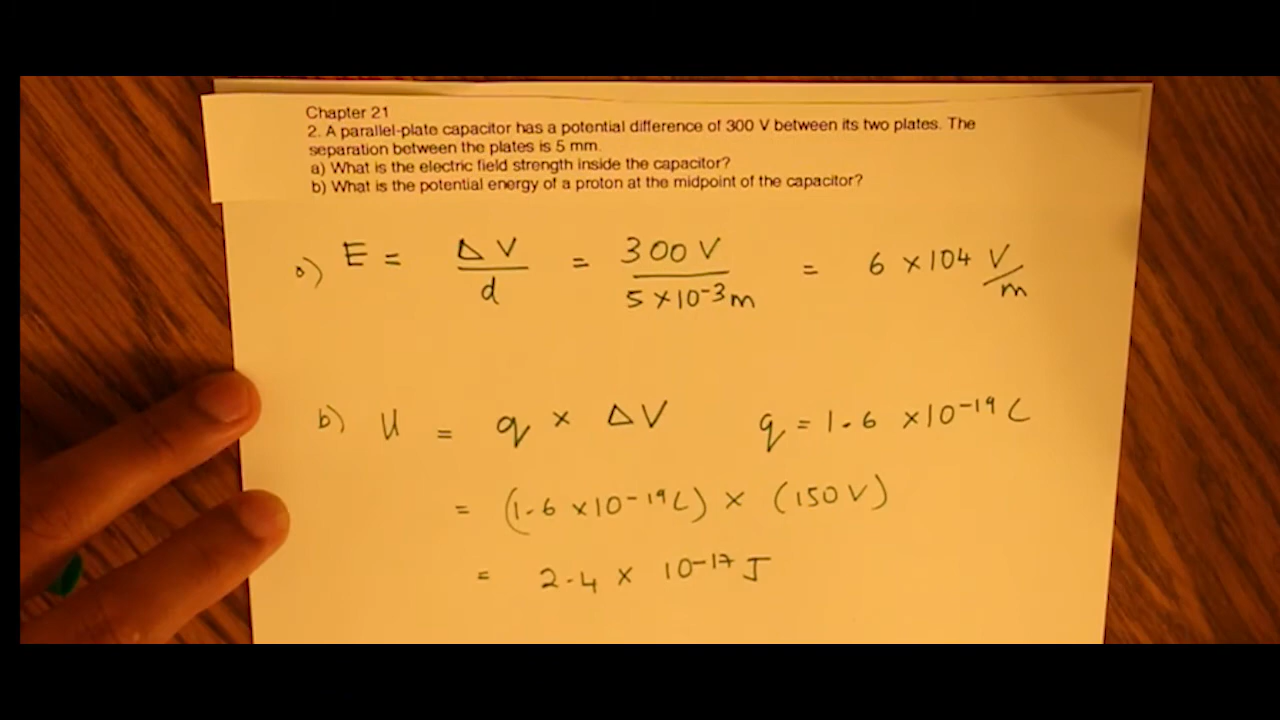 Chapter 21
2. A parallel-plate capacitor has a potential difference of 300 V between its two plates. The
separation between the plates is 5 mm.
a) What is the electric field strength inside the capacitor?
b) What is the potential energy of a proton at the midpoint of the capacitor?
a) E = ΔV/d = 300 V/5 × 10⁻³ m = 6 × 104 V/m
b) U = q × ΔV q = 1.6 × 10⁻¹⁹ C
= (1.6 × 10⁻¹⁹ C) × (150 V)
= 2.4 × 10⁻¹⁷ J